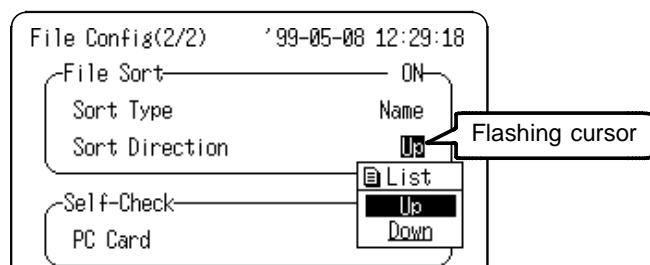 File Config(2/2) '99-05-08 12:29:18
File Sort ON
Sort Type Name
Sort Direction Up
Flashing cursor
List
Up
Down
Self-Check
PC Card